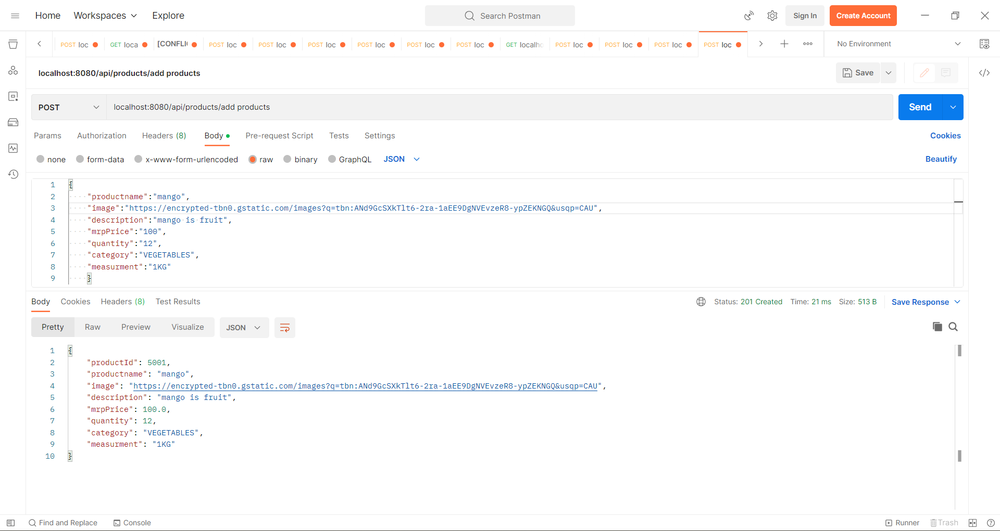 Home Workspaces Explore Search Postman Sign In Create Account
POST loc GET loca [CONFLI POST loc POST loc POST loc POST loc POST loc POST loc GET localho POST loc POST loc POST loc POST loc No Environment
localhost:8080/api/products/add products Save
POST localhost:8080/api/products/add products Send
Params Authorization Headers (8) Body Pre-request Script Tests Settings Cookies
none form-data x-www-form-urlencoded raw binary GraphQL JSON Beautify
1 {
2 "productname":"mango",
3 "image":"https://encrypted-tbn0.gstatic.com/images?q=tbn:ANd9GcSXkTlt6-2ra-1aEE9DgNVEvzeR8-ypZEKNGQ&usqp=CAU",
4 "description":"mango is fruit",
5 "mrpPrice":"100",
6 "quantity":"12",
7 "category":"VEGETABLES",
8 "measurment":"1KG"
9 }
Body Cookies Headers (8) Test Results Status: 201 Created Time: 21 ms Size: 513 B Save Response
Pretty Raw Preview Visualize JSON
1 {
2 "productId": 5001,
3 "productname": "mango",
4 "image": "https://encrypted-tbn0.gstatic.com/images?q=tbn:ANd9GcSXkTlt6-2ra-1aEE9DgNVEvzeR8-ypZEKNGQ&usqp=CAU",
5 "description": "mango is fruit",
6 "mrpPrice": 100.0,
7 "quantity": 12,
8 "category": "VEGETABLES",
9 "measurment": "1KG"
10 }
Find and Replace Console Runner Trash